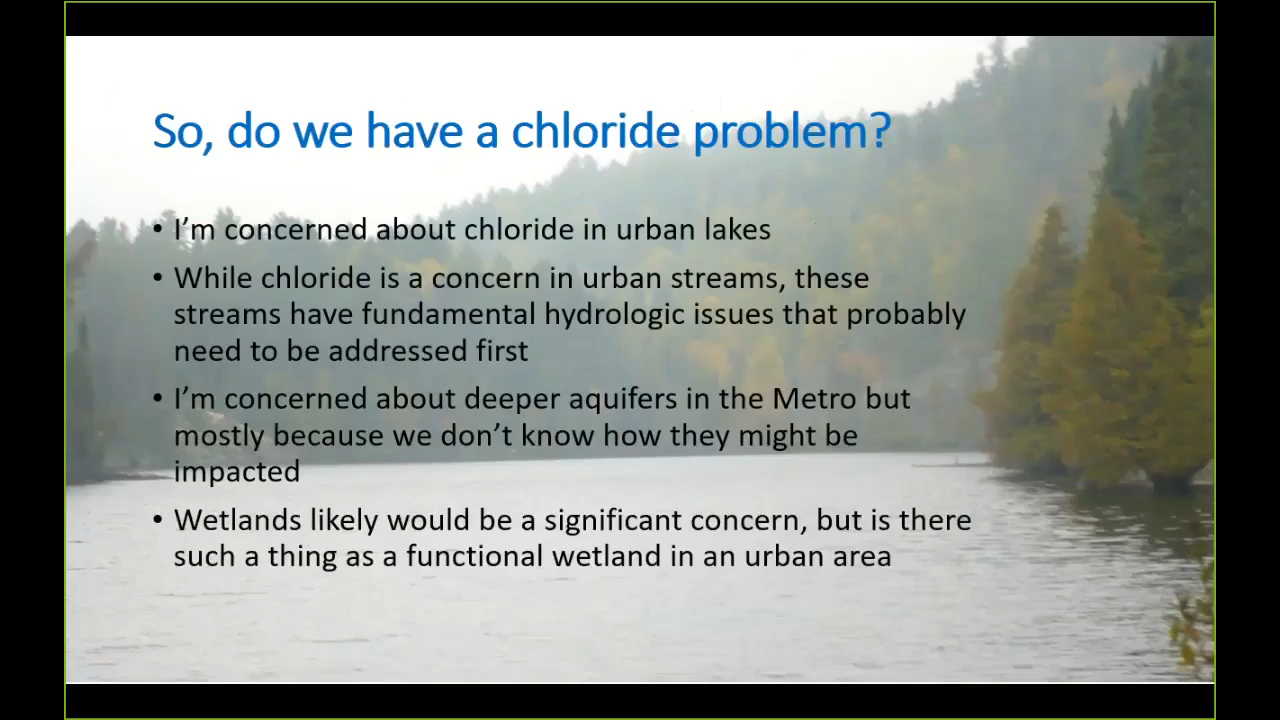 So, do we have a chloride problem?
• I'm concerned about chloride in urban lakes
• While chloride is a concern in urban streams, these
streams have fundamental hydrologic issues that probably
need to be addressed first
• I'm concerned about deeper aquifers in the Metro but
mostly because we don't know how they might be
impacted
• Wetlands likely would be a significant concern, but is there
such a thing as a functional wetland in an urban area